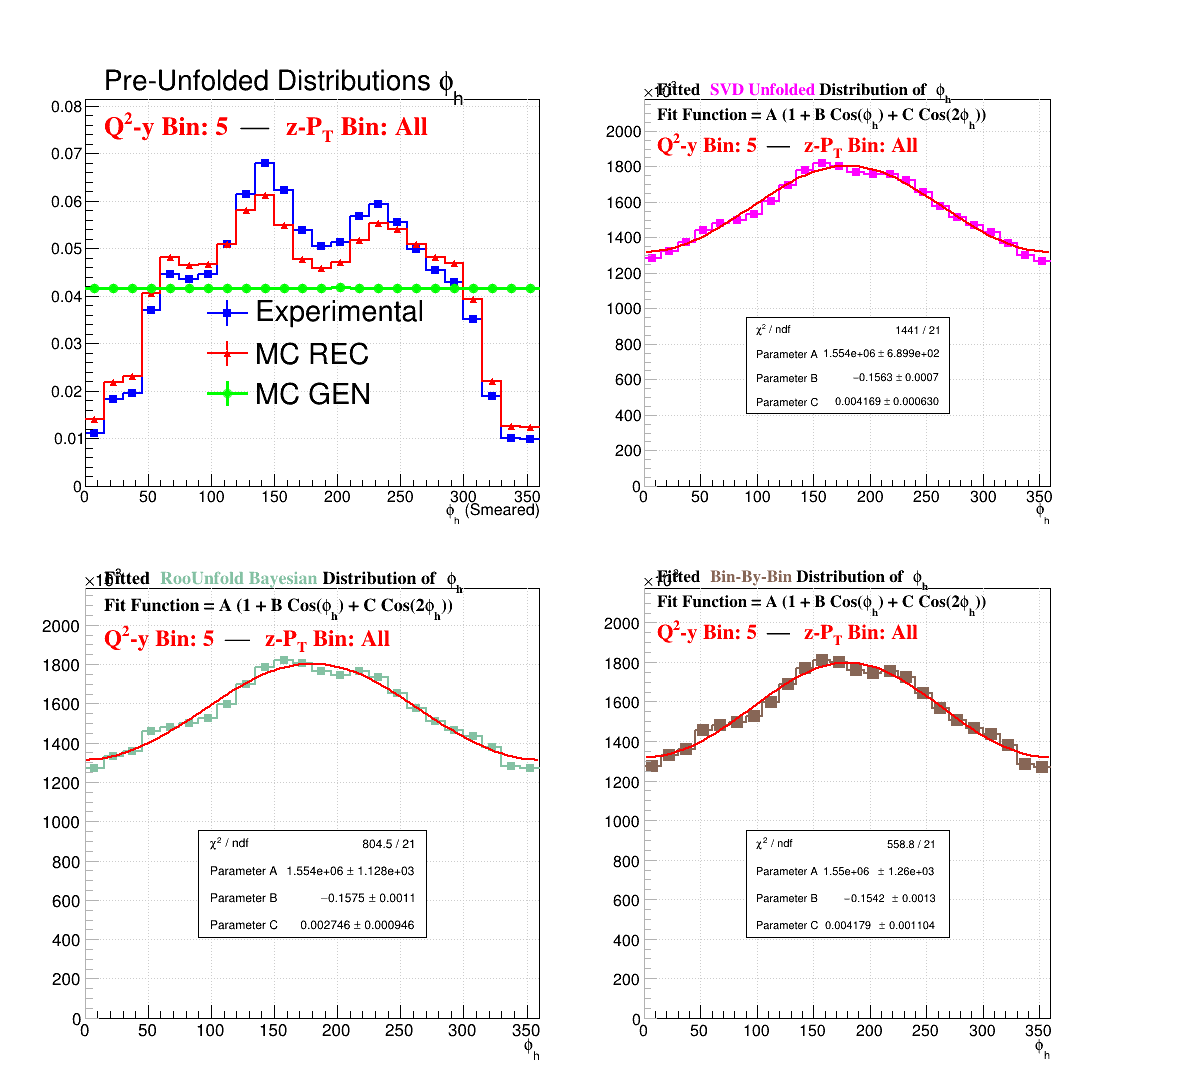 Pre-Unfolded Distributions ϕh
Q²-y Bin: 5 — z-PT Bin: All
0.08
0.07
0.06
0.05
0.04
0.03
0.02
0.01
0
Experimental
MC REC
MC GEN
0 50 100 150 200 250 300 350
ϕh (Smeared)
Fitted SVD Unfolded Distribution of ϕh
Fit Function = A (1 + B Cos(ϕh) + C Cos(2ϕh))
Q²-y Bin: 5 — z-PT Bin: All
2000
1800
1600
1400
1200
1000
800
600
400
200
0
χ² / ndf 1441 / 21
Parameter A 1.554e+06 ± 6.899e+02
Parameter B −0.1563 ± 0.0007
Parameter C 0.004169 ± 0.000630
0 50 100 150 200 250 300 350
ϕh
Fitted RooUnfold Bayesian Distribution of ϕh
Fit Function = A (1 + B Cos(ϕh) + C Cos(2ϕh))
Q²-y Bin: 5 — z-PT Bin: All
2000
1800
1600
1400
1200
1000
800
600
400
200
0
χ² / ndf 804.5 / 21
Parameter A 1.554e+06 ± 1.128e+03
Parameter B −0.1575 ± 0.0011
Parameter C 0.002746 ± 0.000946
0 50 100 150 200 250 300 350
ϕh
Fitted Bin-By-Bin Distribution of ϕh
Fit Function = A (1 + B Cos(ϕh) + C Cos(2ϕh))
Q²-y Bin: 5 — z-PT Bin: All
2000
1800
1600
1400
1200
1000
800
600
400
200
0
χ² / ndf 558.8 / 21
Parameter A 1.55e+06 ± 1.26e+03
Parameter B −0.1542 ± 0.0013
Parameter C 0.004179 ± 0.001104
0 50 100 150 200 250 300 350
ϕh